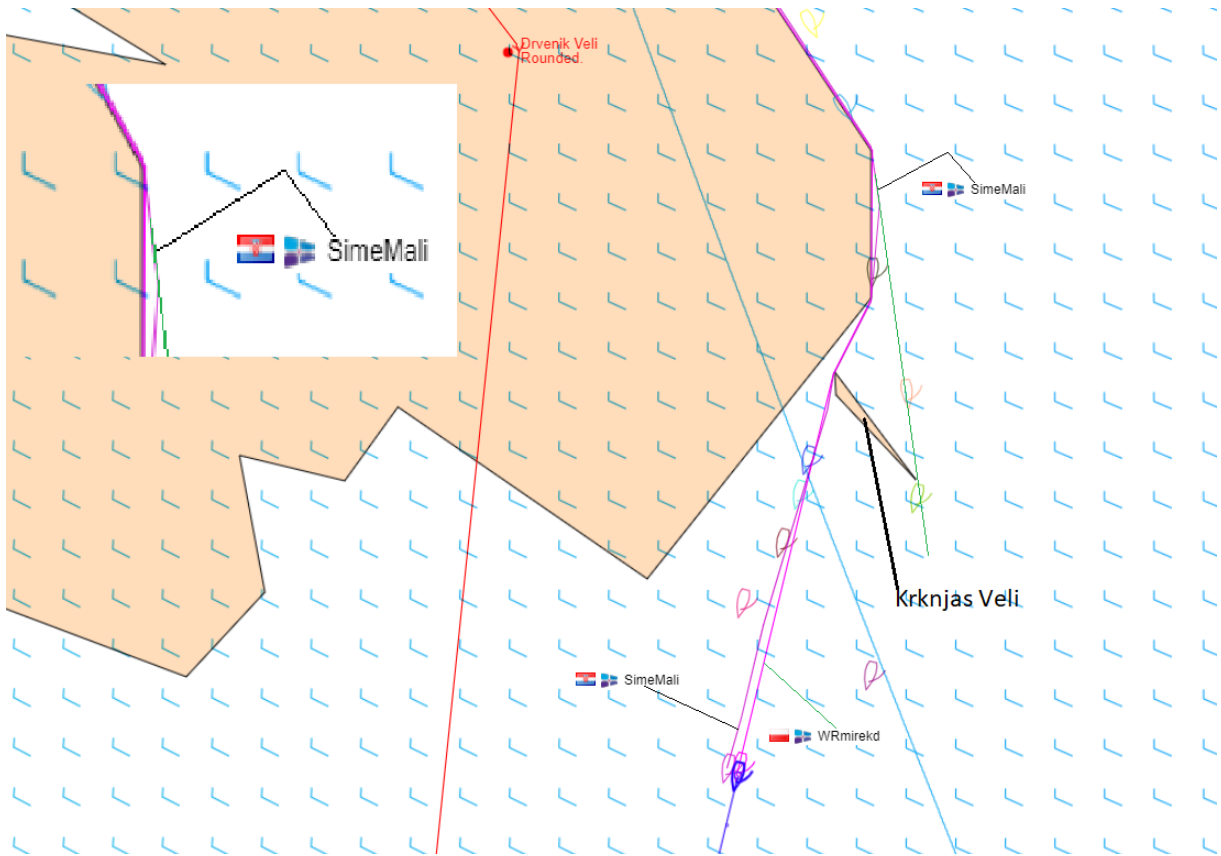 Drvenik Veli
Rounded.
SimeMali
SimeMali
Krknjas Veli
SimeMali
WRmirekd